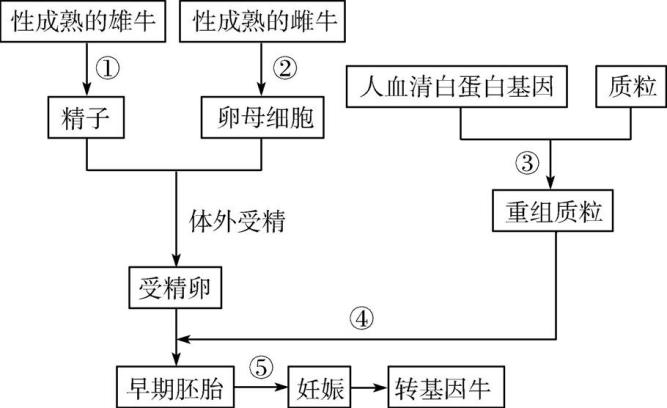 性成熟的雄牛
性成熟的雌牛
①
②
人血清白蛋白基因
质粒
精子
卵母细胞
③
体外受精
重组质粒
受精卵
④
早期胚胎
⑤
妊娠
转基因牛